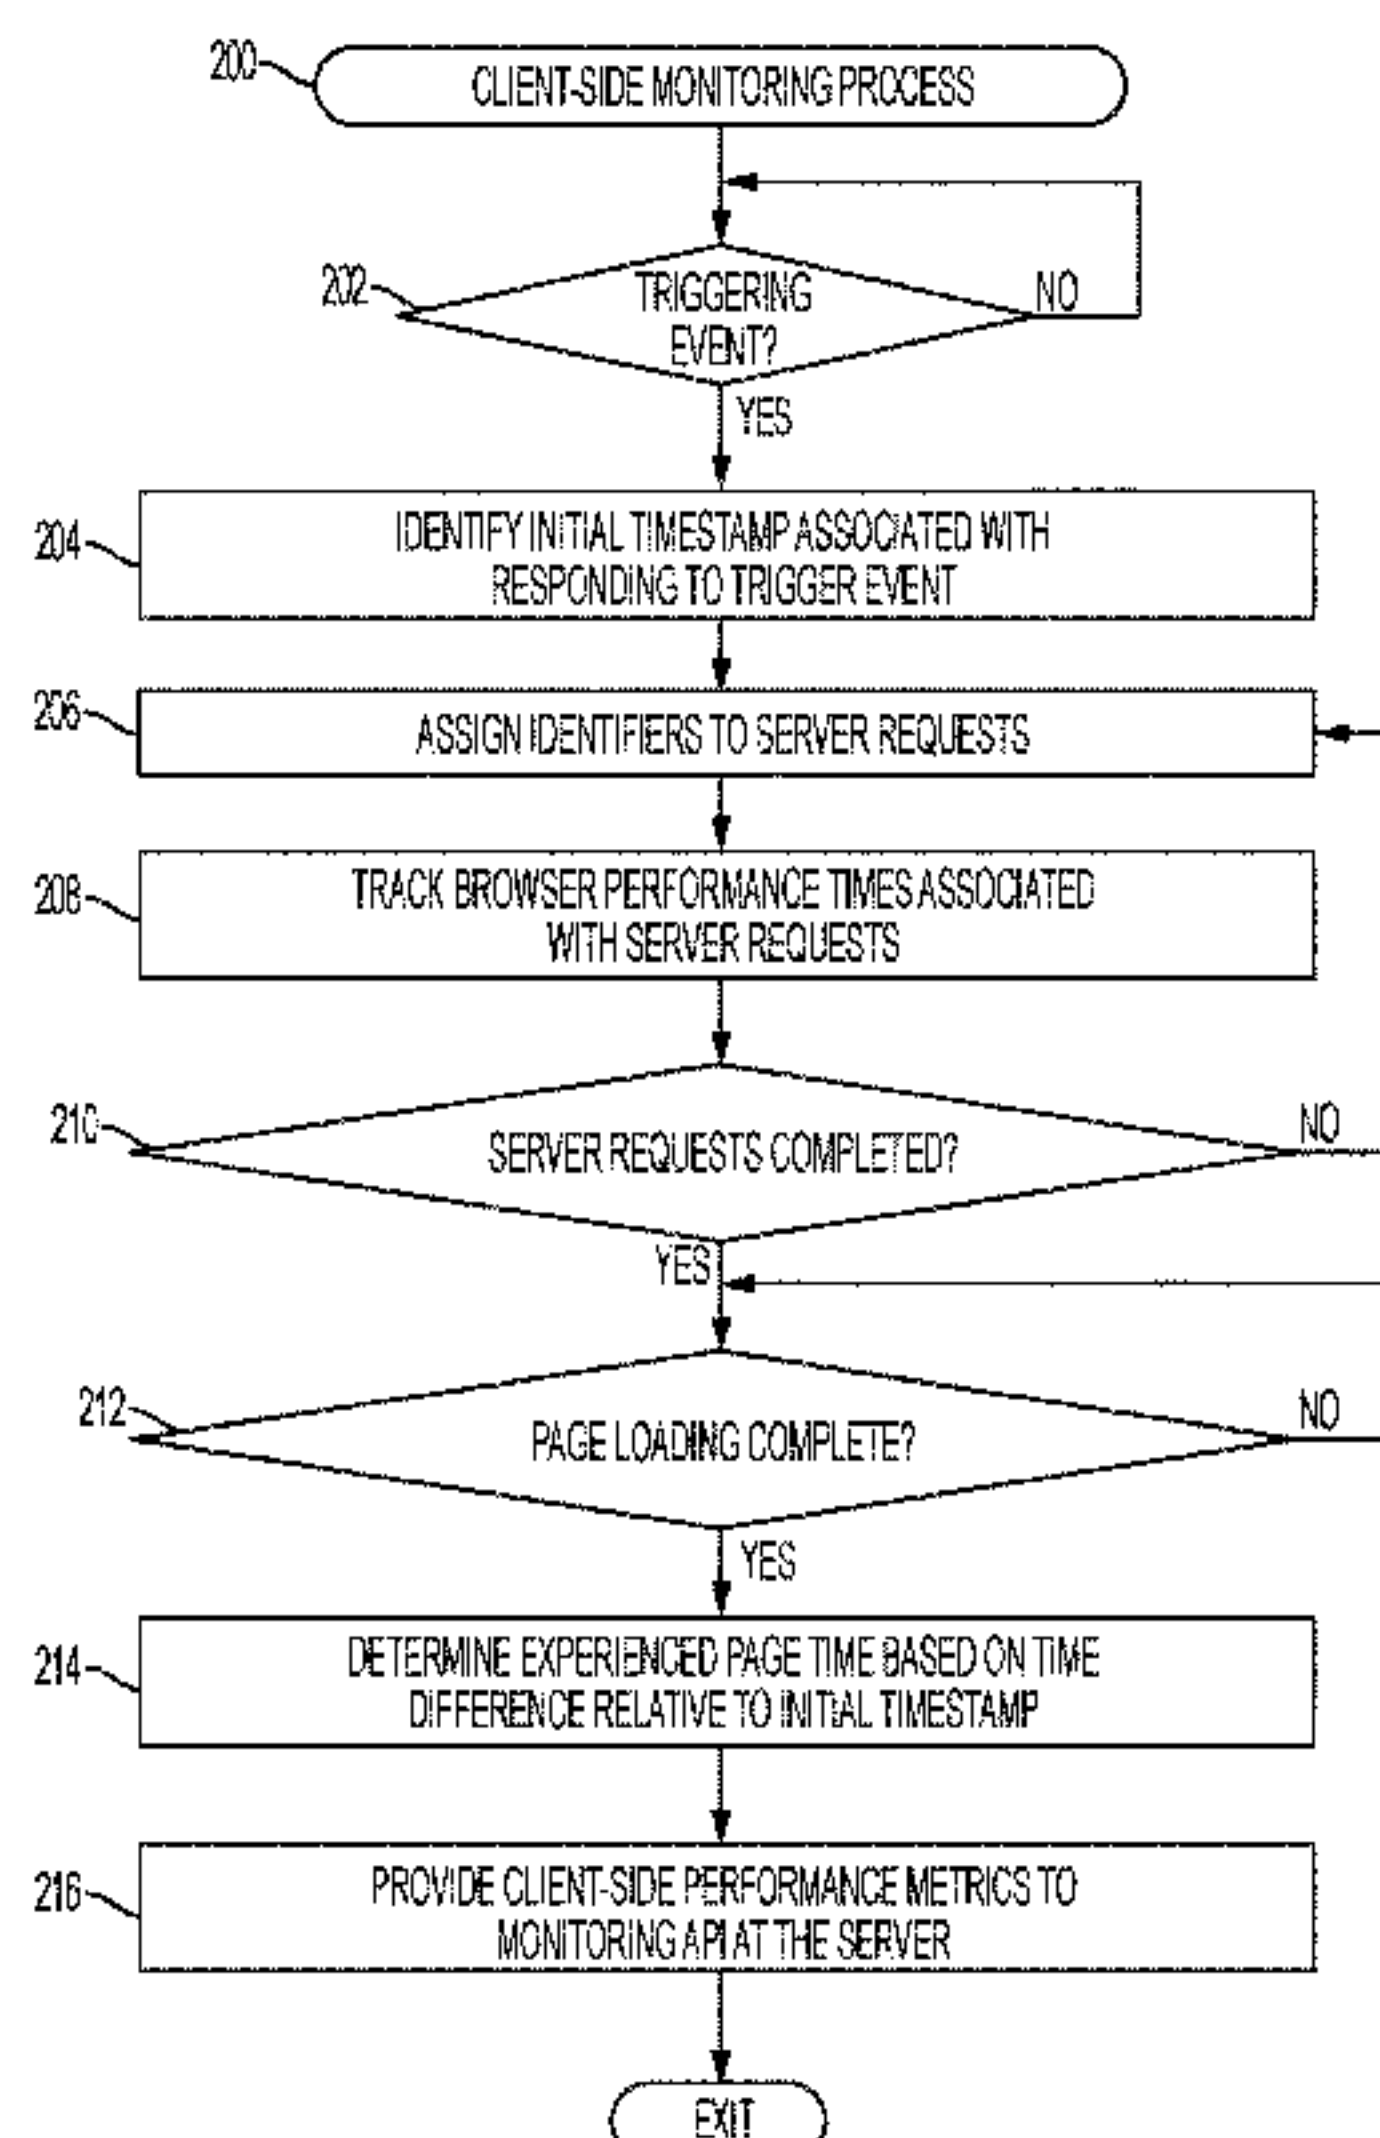 200
CLIENT-SIDE MONITORING PROCESS
202
TRIGGERING
EVENT?
NO
YES
204
IDENTIFY INITIAL TIMESTAMP ASSOCIATED WITH
RESPONDING TO TRIGGER EVENT
206
ASSIGN IDENTIFIERS TO SERVER REQUESTS
208
TRACK BROWSER PERFORMANCE TIMES ASSOCIATED
WITH SERVER REQUESTS
210
SERVER REQUESTS COMPLETED?
NO
YES
212
PAGE LOADING COMPLETE?
NO
YES
214
DETERMINE EXPERIENCED PAGE TIME BASED ON TIME
DIFFERENCE RELATIVE TO INITIAL TIMESTAMP
216
PROVIDE CLIENT-SIDE PERFORMANCE METRICS TO
MONITORING API AT THE SERVER
EXIT